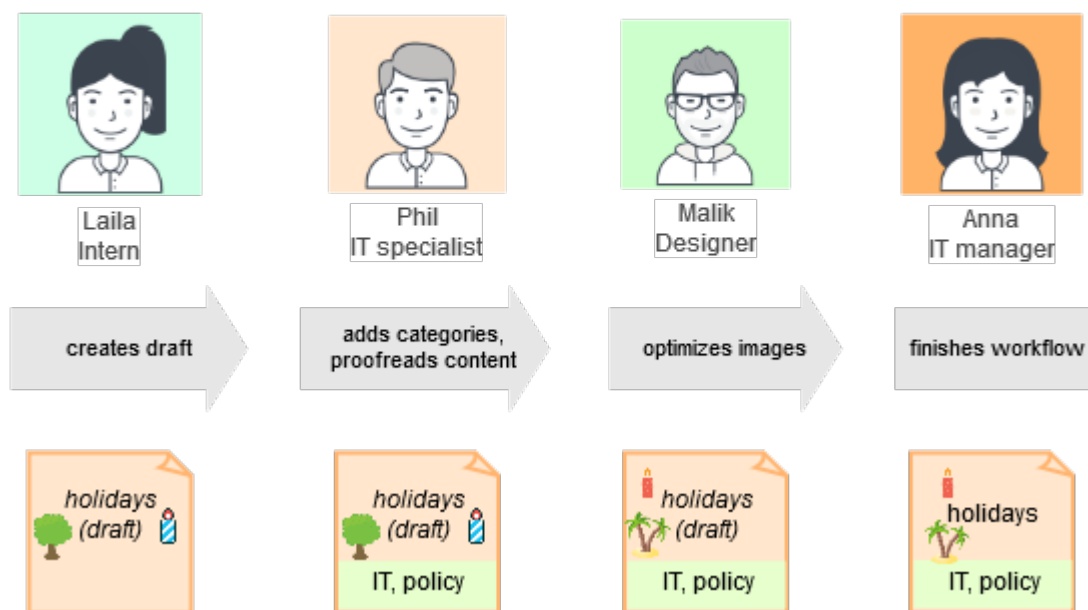 Laila
Intern
Phil
IT specialist
Malik
Designer
Anna
IT manager
creates draft
adds categories,
proofreads content
optimizes images
finishes workflow
holidays
(draft)
holidays
(draft)
IT, policy
holidays
(draft)
IT, policy
holidays
IT, policy